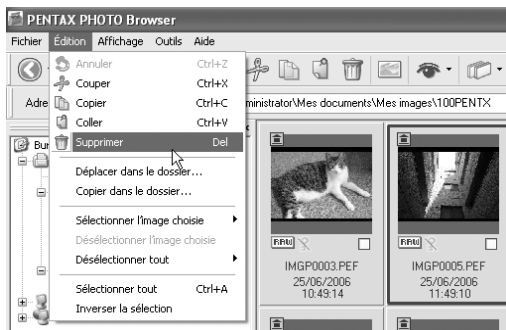 PENTAX PHOTO Browser
Fichier Édition Affichage Outils Aide
Annuler Ctrl+Z
Couper Ctrl+X
Copier Ctrl+C
Coller Ctrl+V
Supprimer Del
Déplacer dans le dossier...
Copier dans le dossier...
Sélectionner l'image choisie
Désélectionner l'image choisie
Désélectionner tout
Sélectionner tout Ctrl+A
Inverser la sélection
Adre
ministrator\Mes documents\Mes images\100PENTX
Bur
RAW
IMGP0003.PEF
25/06/2006
10:49:14
RAW
IMGP0005.PEF
25/06/2006
11:49:10